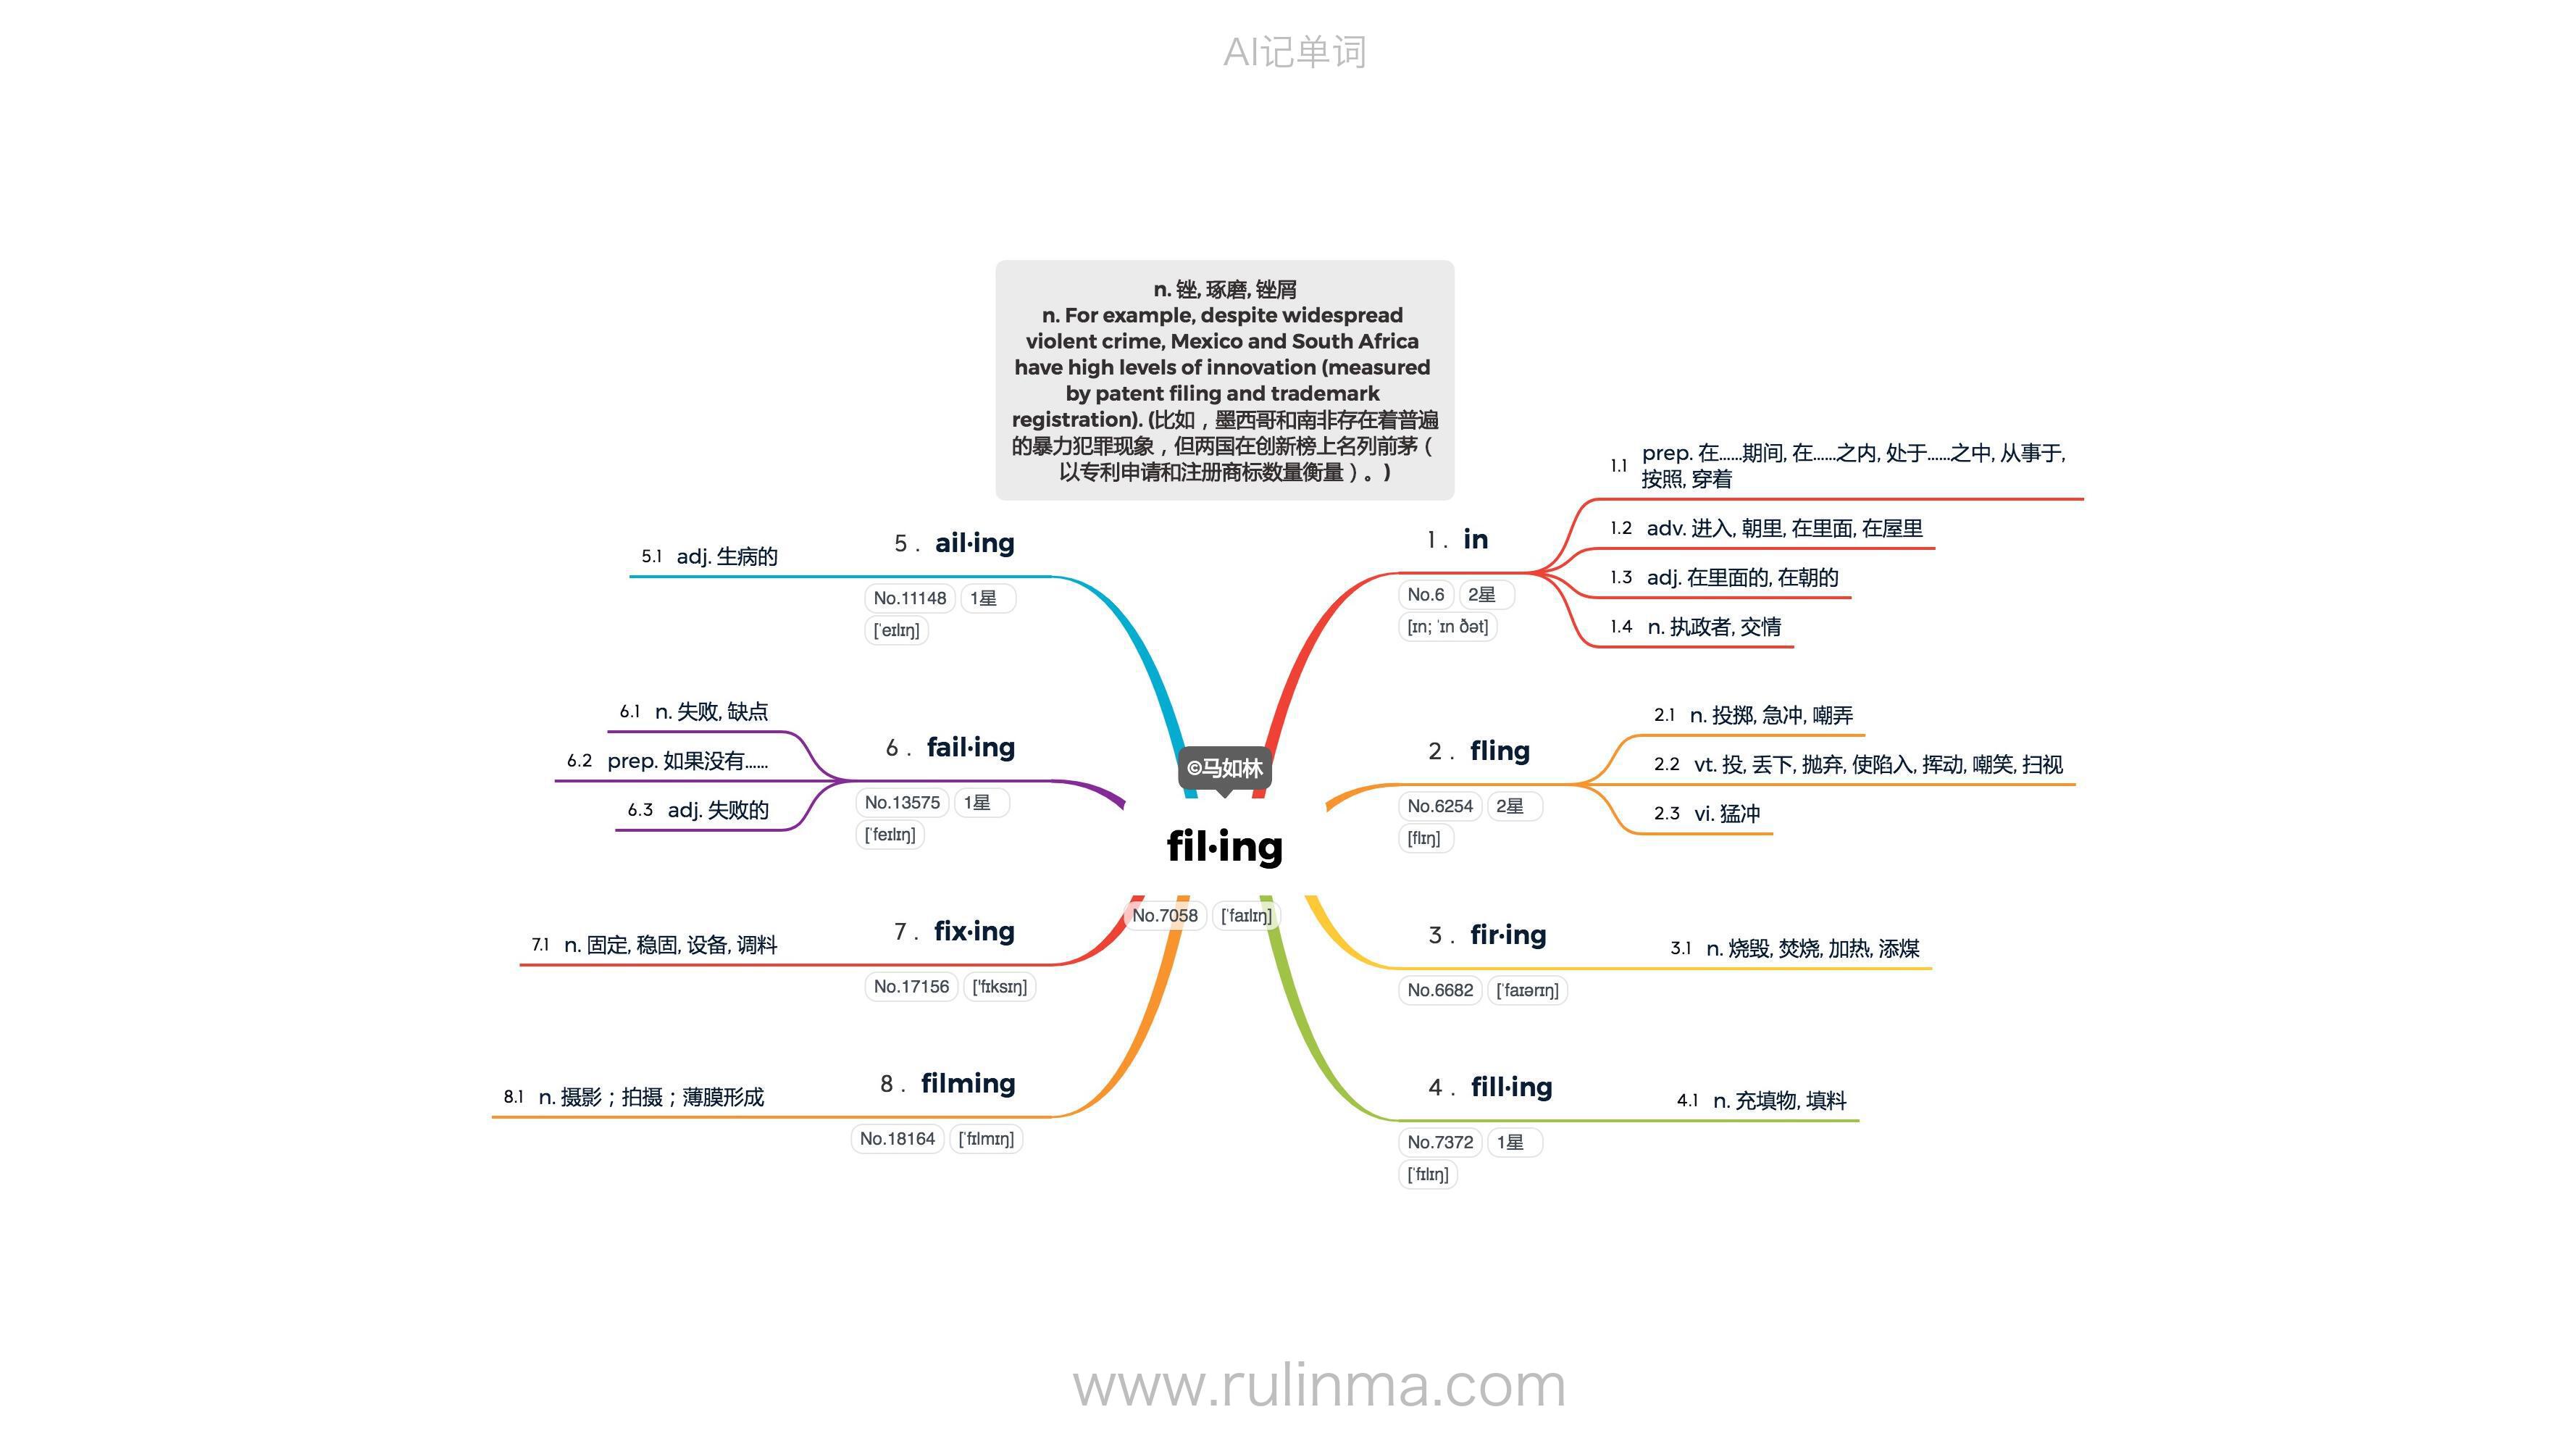 AI记单词
n. 锉, 琢磨, 锉屑
n. For example, despite widespread
violent crime, Mexico and South Africa
have high levels of innovation (measured
by patent filing and trademark
registration). (比如，墨西哥和南非存在着普遍
的暴力犯罪现象，但两国在创新榜上名列前茅（
以专利申请和注册商标数量衡量）。)
©马如林
fil·ing
No.7058 [ˈfaɪlɪŋ]
1. in
No.6 2星
[ɪn; ˈɪn ðət]
1.1 prep. 在……期间, 在……之内, 处于……之中, 从事于,
按照, 穿着
1.2 adv. 进入, 朝里, 在里面, 在屋里
1.3 adj. 在里面的, 在朝的
1.4 n. 执政者, 交情
2. fling
No.6254 2星
[flɪŋ]
2.1 n. 投掷, 急冲, 嘲弄
2.2 vt. 投, 丢下, 抛弃, 使陷入, 挥动, 嘲笑, 扫视
2.3 vi. 猛冲
3. fir·ing
No.6682 [ˈfaɪərɪŋ]
3.1 n. 烧毁, 焚烧, 加热, 添煤
4. fill·ing
No.7372 1星
[ˈfɪlɪŋ]
4.1 n. 充填物, 填料
5. ail·ing
No.11148 1星
[ˈeɪlɪŋ]
5.1 adj. 生病的
6. fail·ing
No.13575 1星
[ˈfeɪlɪŋ]
6.1 n. 失败, 缺点
6.2 prep. 如果没有……
6.3 adj. 失败的
7. fix·ing
No.17156 [ˈfɪksɪŋ]
7.1 n. 固定, 稳固, 设备, 调料
8. filming
No.18164 [ˈfɪlmɪŋ]
8.1 n. 摄影；拍摄；薄膜形成
www.rulinma.com